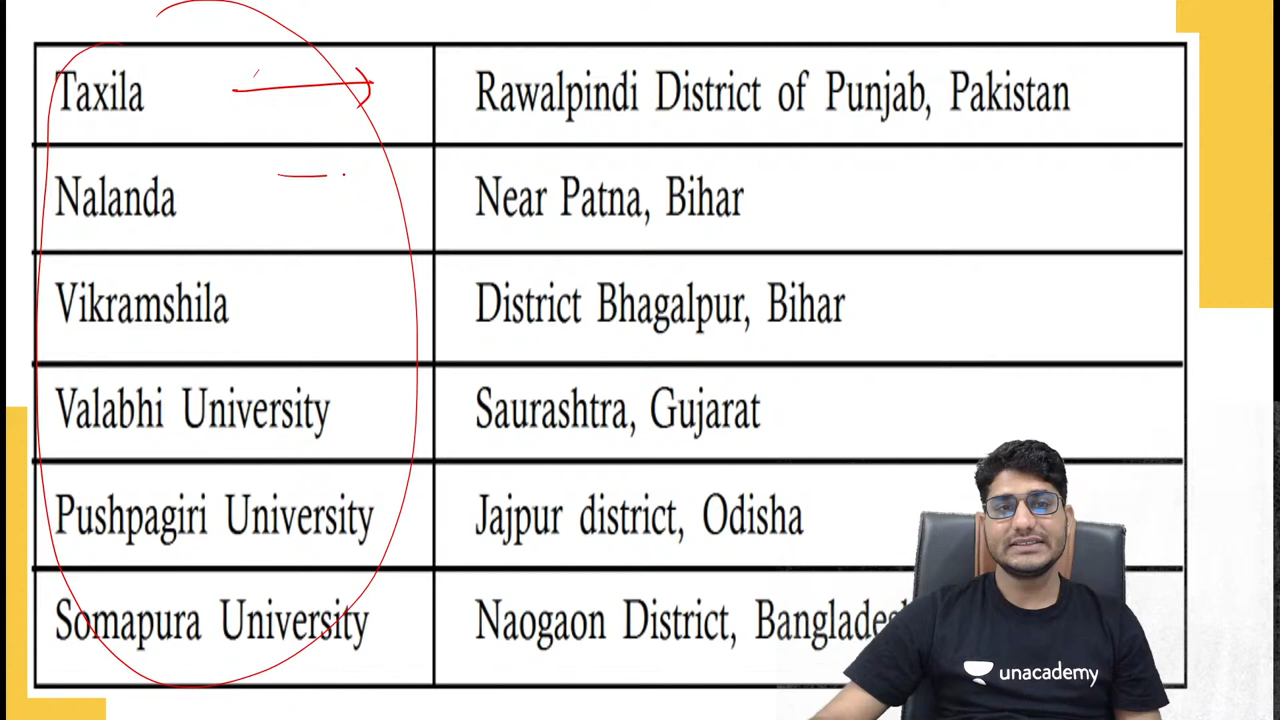 Taxila Rawalpindi District of Punjab, Pakistan
Nalanda Near Patna, Bihar
Vikramshila District Bhagalpur, Bihar
Valabhi University Saurashtra, Gujarat
Pushpagiri University Jajpur district, Odisha
Somapura University Naogaon District,
unacademy